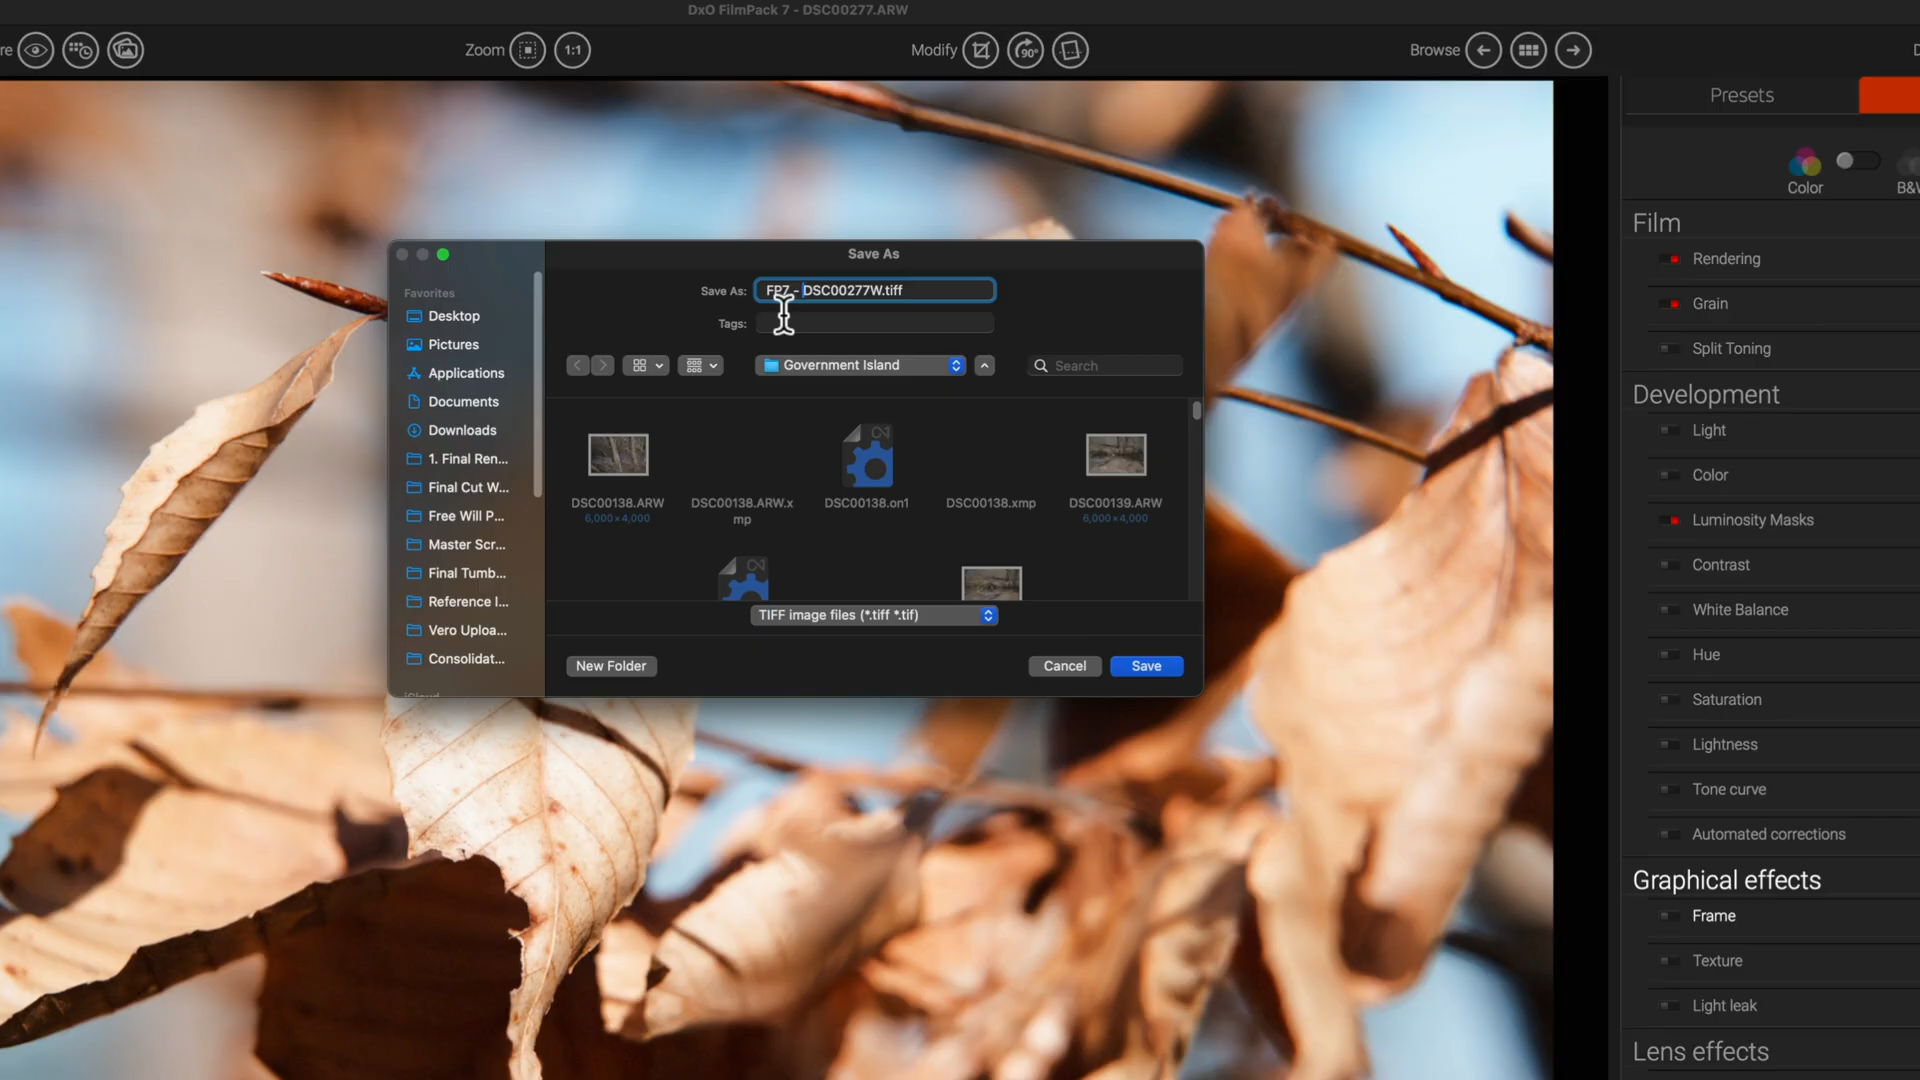 DxO FilmPack 7 - DSC00277.ARW
re
Zoom
1:1
Modify
90°
Browse
Presets
Color
B&W
Film
Rendering
Grain
Split Toning
Development
Light
Color
Luminosity Masks
Contrast
White Balance
Hue
Saturation
Lightness
Tone curve
Automated corrections
Graphical effects
Frame
Texture
Light leak
Lens effects
Save As
Save As: FP7 - DSC00277W.tiff
Tags:
Government Island
Search
Favorites
Desktop
Pictures
Applications
Documents
Downloads
1. Final Ren...
Final Cut W...
Free Will P...
Master Scr...
Final Tumb...
Reference I...
Vero Uploa...
Consolidat...
iCloud
DSC00138.ARW
6,000×4,000
DSC00138.ARW.x
mp
DSC00138.on1
DSC00138.xmp
DSC00139.ARW
6,000×4,000
TIFF image files (*.tiff *.tif)
New Folder
Cancel
Save